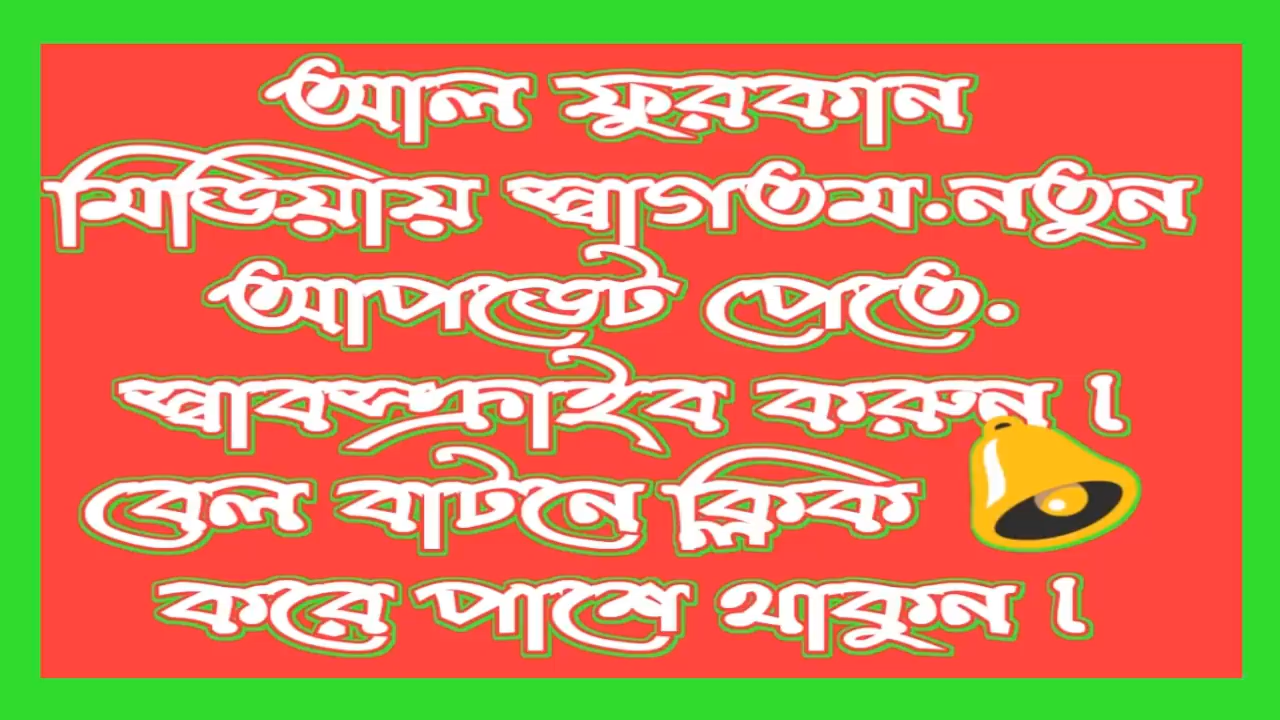 আল ফুরকান
মিডিয়ায় স্বাগতম.নতুন
আপডেট পেতে.
স্বাবস্ক্রাইব করুন ।
বেল বাটনে ক্লিক
করে পাশে থাকুন ।